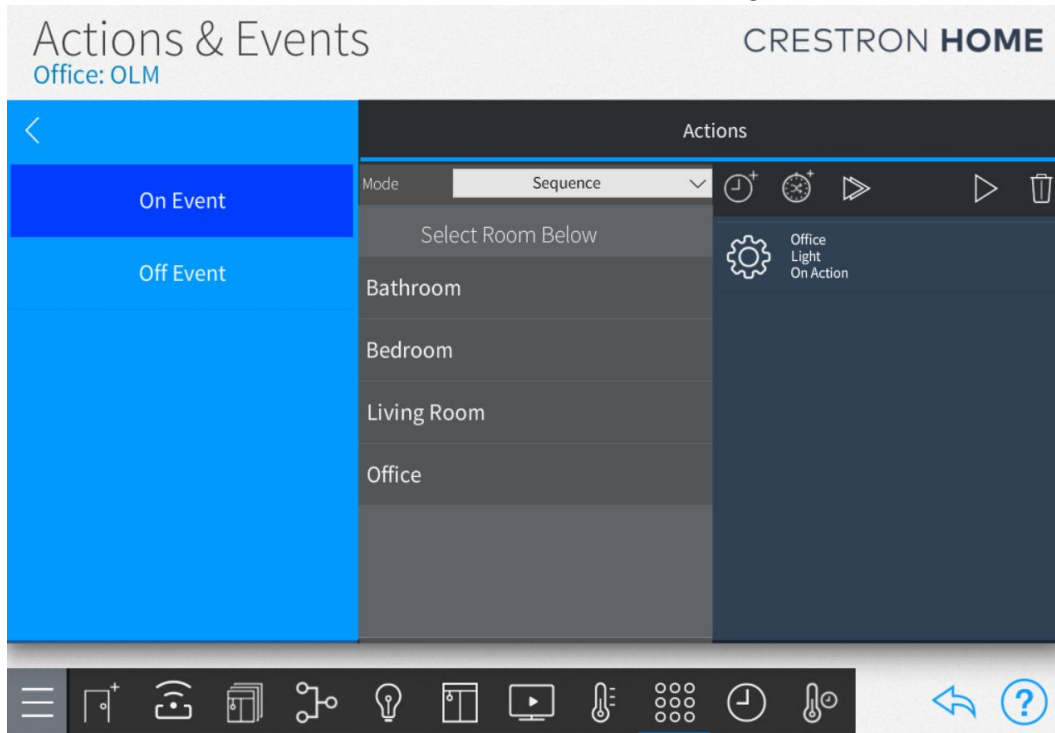 Actions & Events
CRESTRON HOME
Office: OLM
Actions
On Event
Off Event
Mode
Sequence
Select Room Below
Bathroom
Bedroom
Living Room
Office
Office
Light
On Action
?